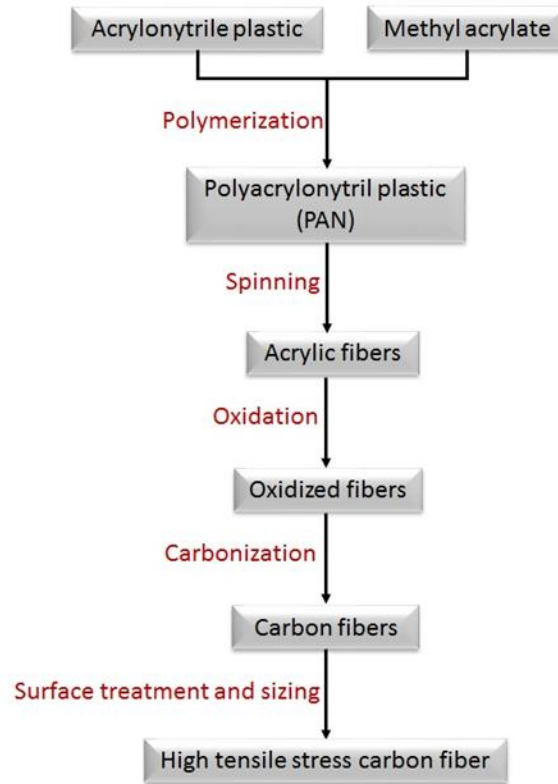 Acrylonytrile plastic
Methyl acrylate
Polymerization
Polyacrylonytril plastic
(PAN)
Spinning
Acrylic fibers
Oxidation
Oxidized fibers
Carbonization
Carbon fibers
Surface treatment and sizing
High tensile stress carbon fiber